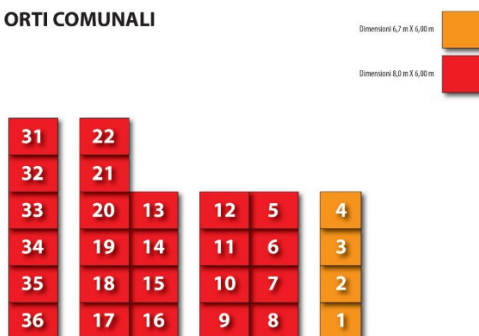 ORTI COMUNALI
Dimensioni 6,7 m X 6,00 m
Dimensioni 8,0 m X 6,00 m
31 22
32 21
33 20 13 12 5 4
34 19 14 11 6 3
35 18 15 10 7 2
36 17 16 9 8 1